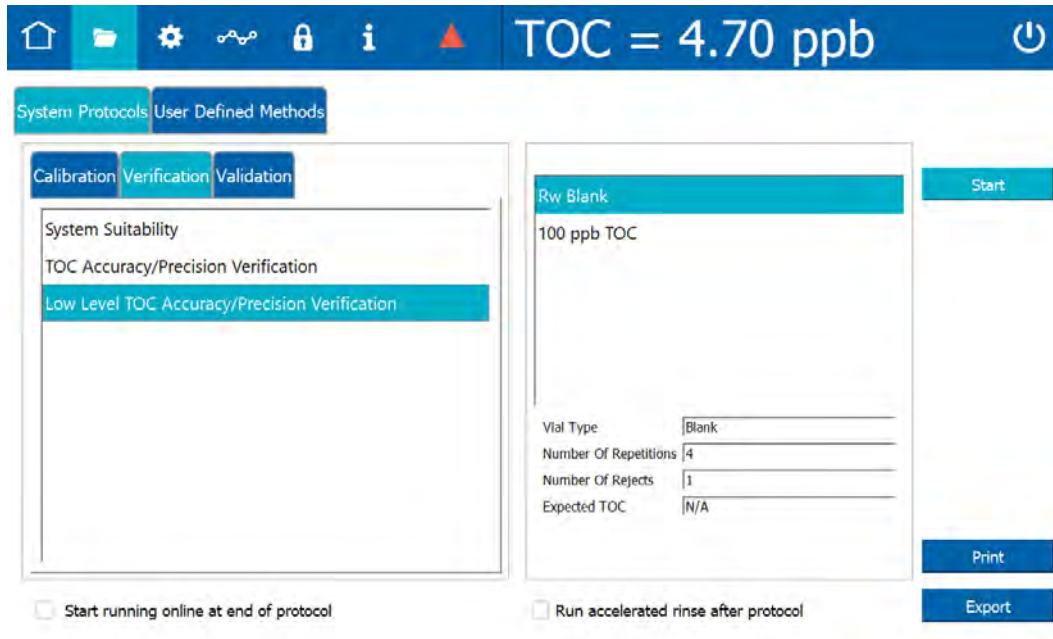 TOC = 4.70 ppb
System Protocols User Defined Methods
Calibration Verification Validation
System Suitability
TOC Accuracy/Precision Verification
Low Level TOC Accuracy/Precision Verification
Rw Blank
100 ppb TOC
Vial Type Blank
Number Of Repetitions 4
Number Of Rejects 1
Expected TOC N/A
Start
Print
Export
Start running online at end of protocol
Run accelerated rinse after protocol